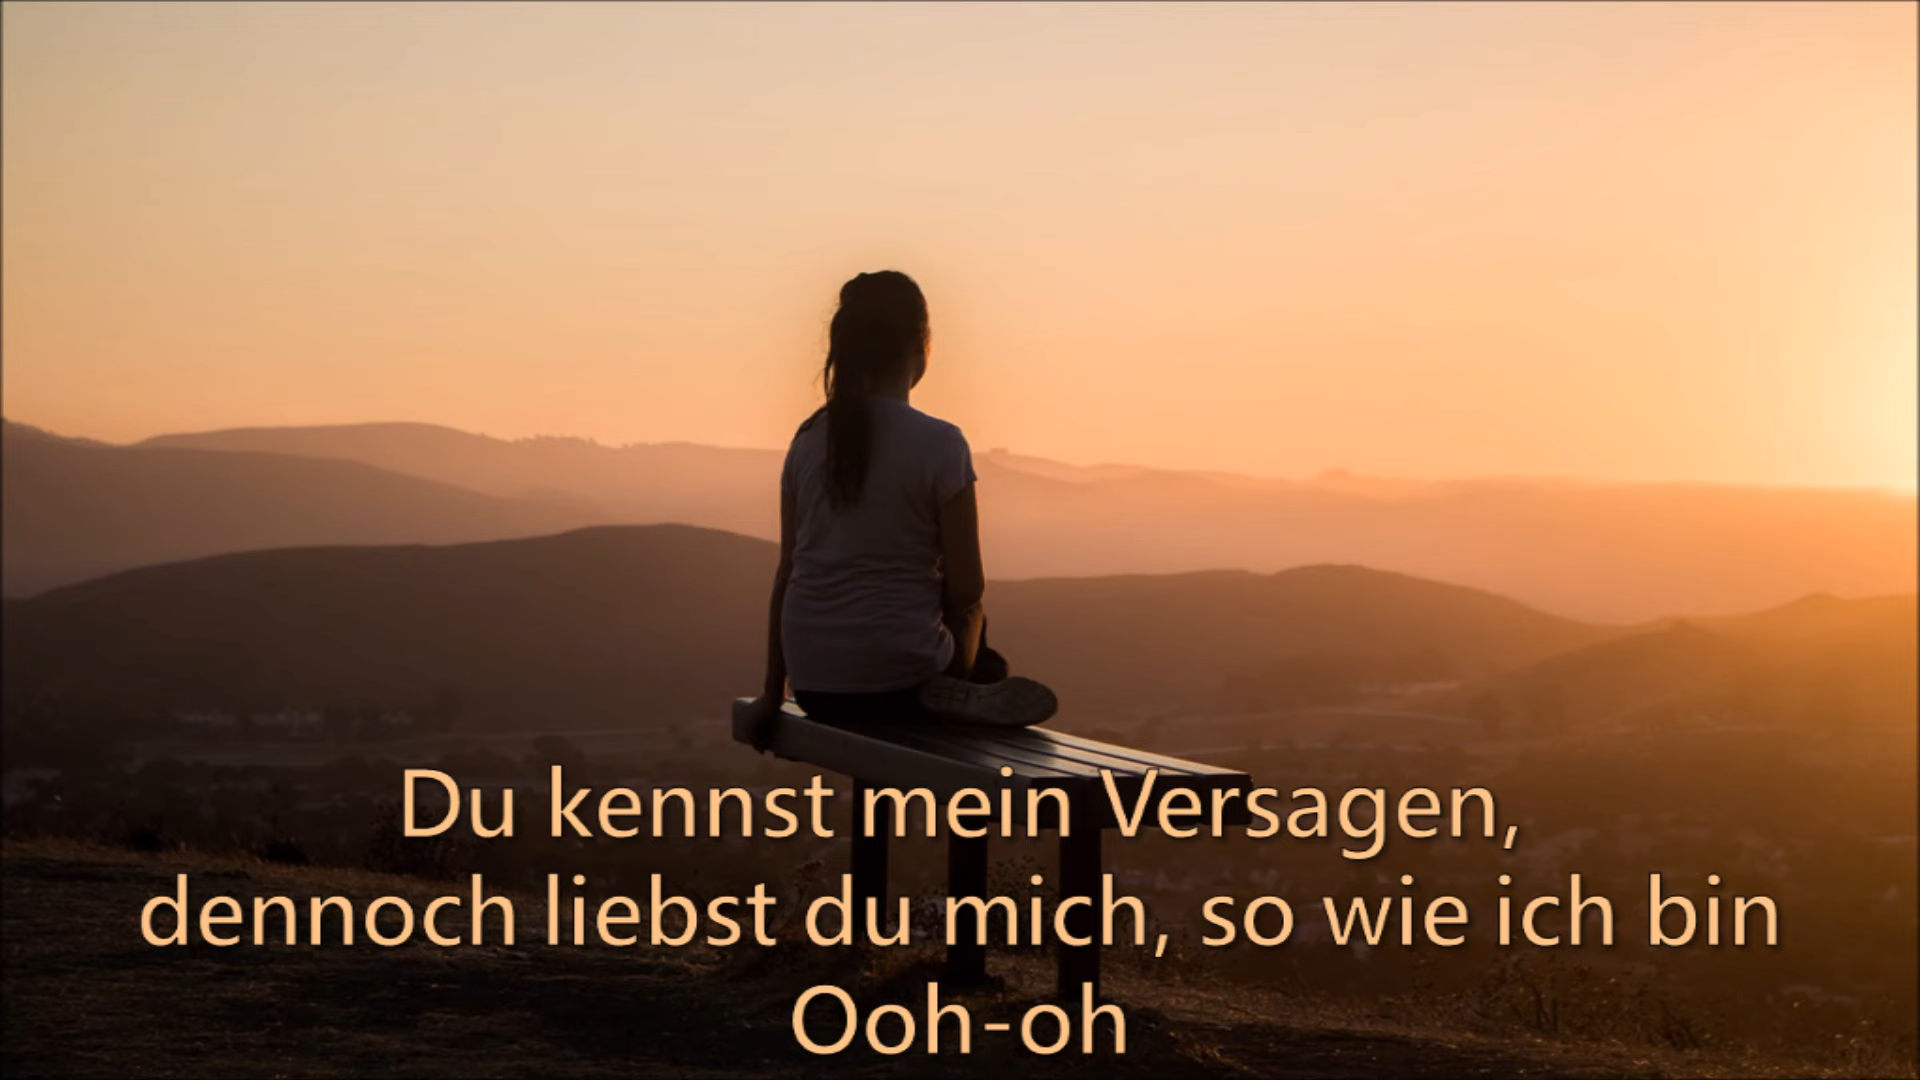 Du kennst mein Versagen,
dennoch liebst du mich, so wie ich bin
Ooh-oh